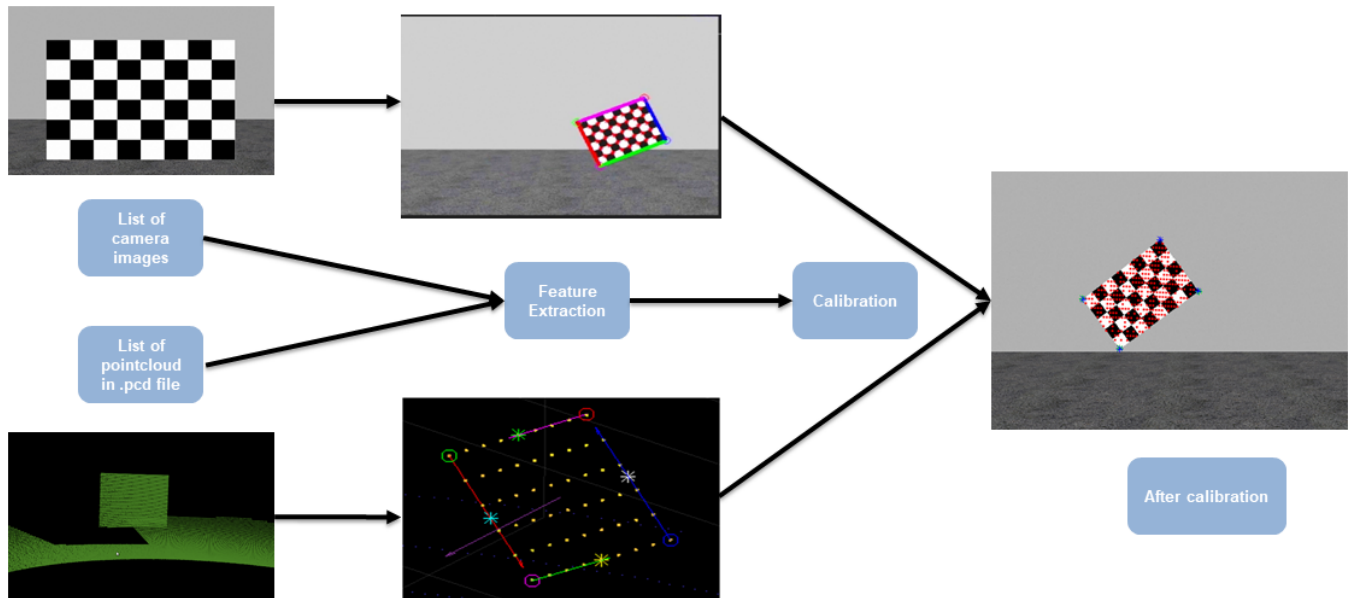 List of
camera
images
Feature
Extraction
Calibration
List of
pointcloud
in .pcd file
After calibration